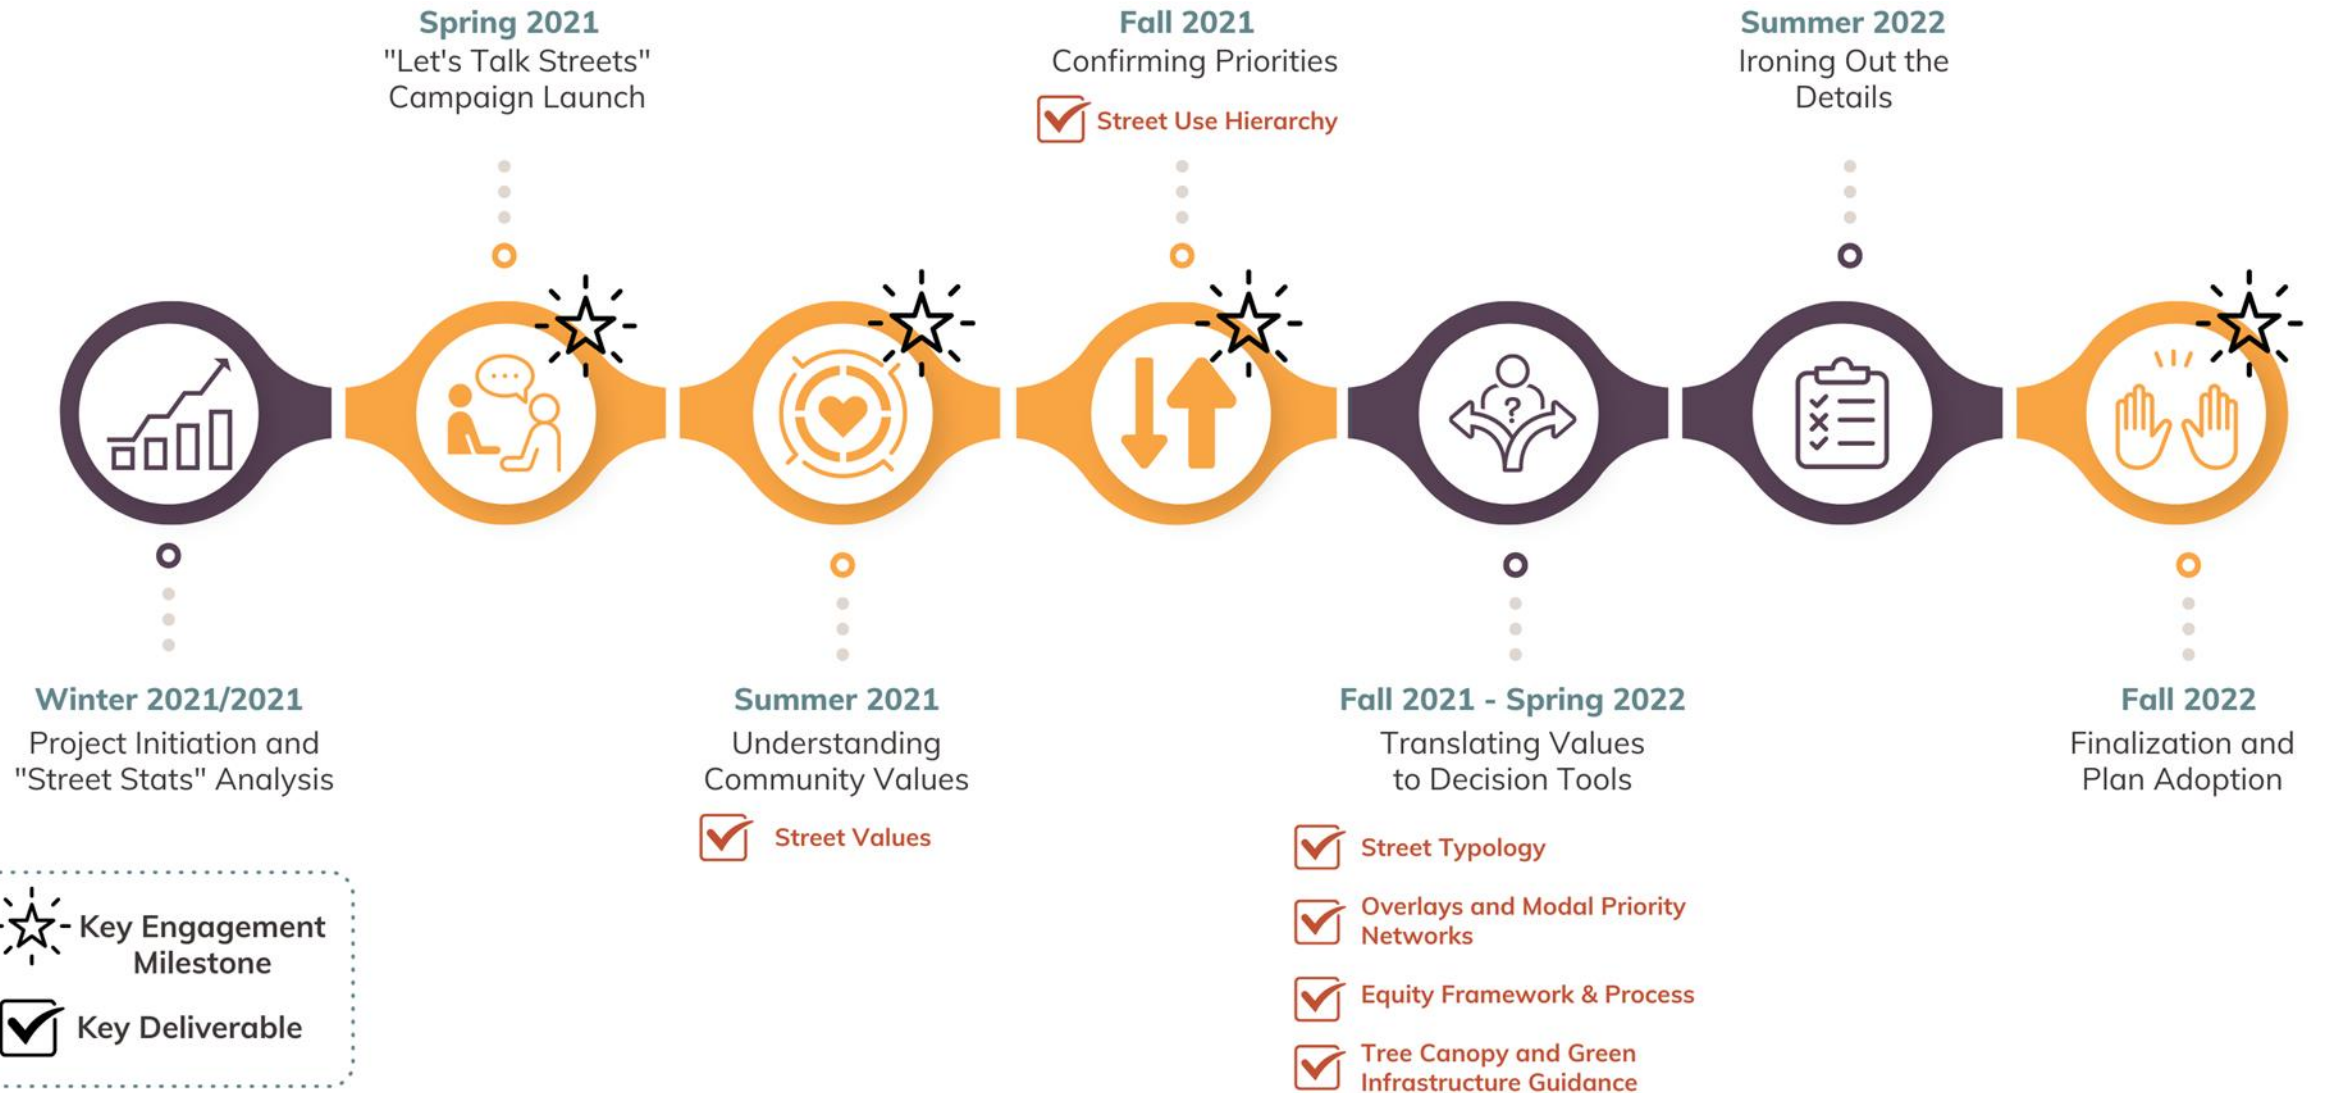 Spring 2021
"Let's Talk Streets"
Campaign Launch
Fall 2021
Confirming Priorities
Street Use Hierarchy
Summer 2022
Ironing Out the
Details
?
Winter 2021/2021
Project Initiation and
"Street Stats" Analysis
Summer 2021
Understanding
Community Values
Street Values
Fall 2021 - Spring 2022
Translating Values
to Decision Tools
Street Typology
Overlays and Modal Priority
Networks
Equity Framework & Process
Tree Canopy and Green
Infrastructure Guidance
Fall 2022
Finalization and
Plan Adoption
Key Engagement
Milestone
Key Deliverable